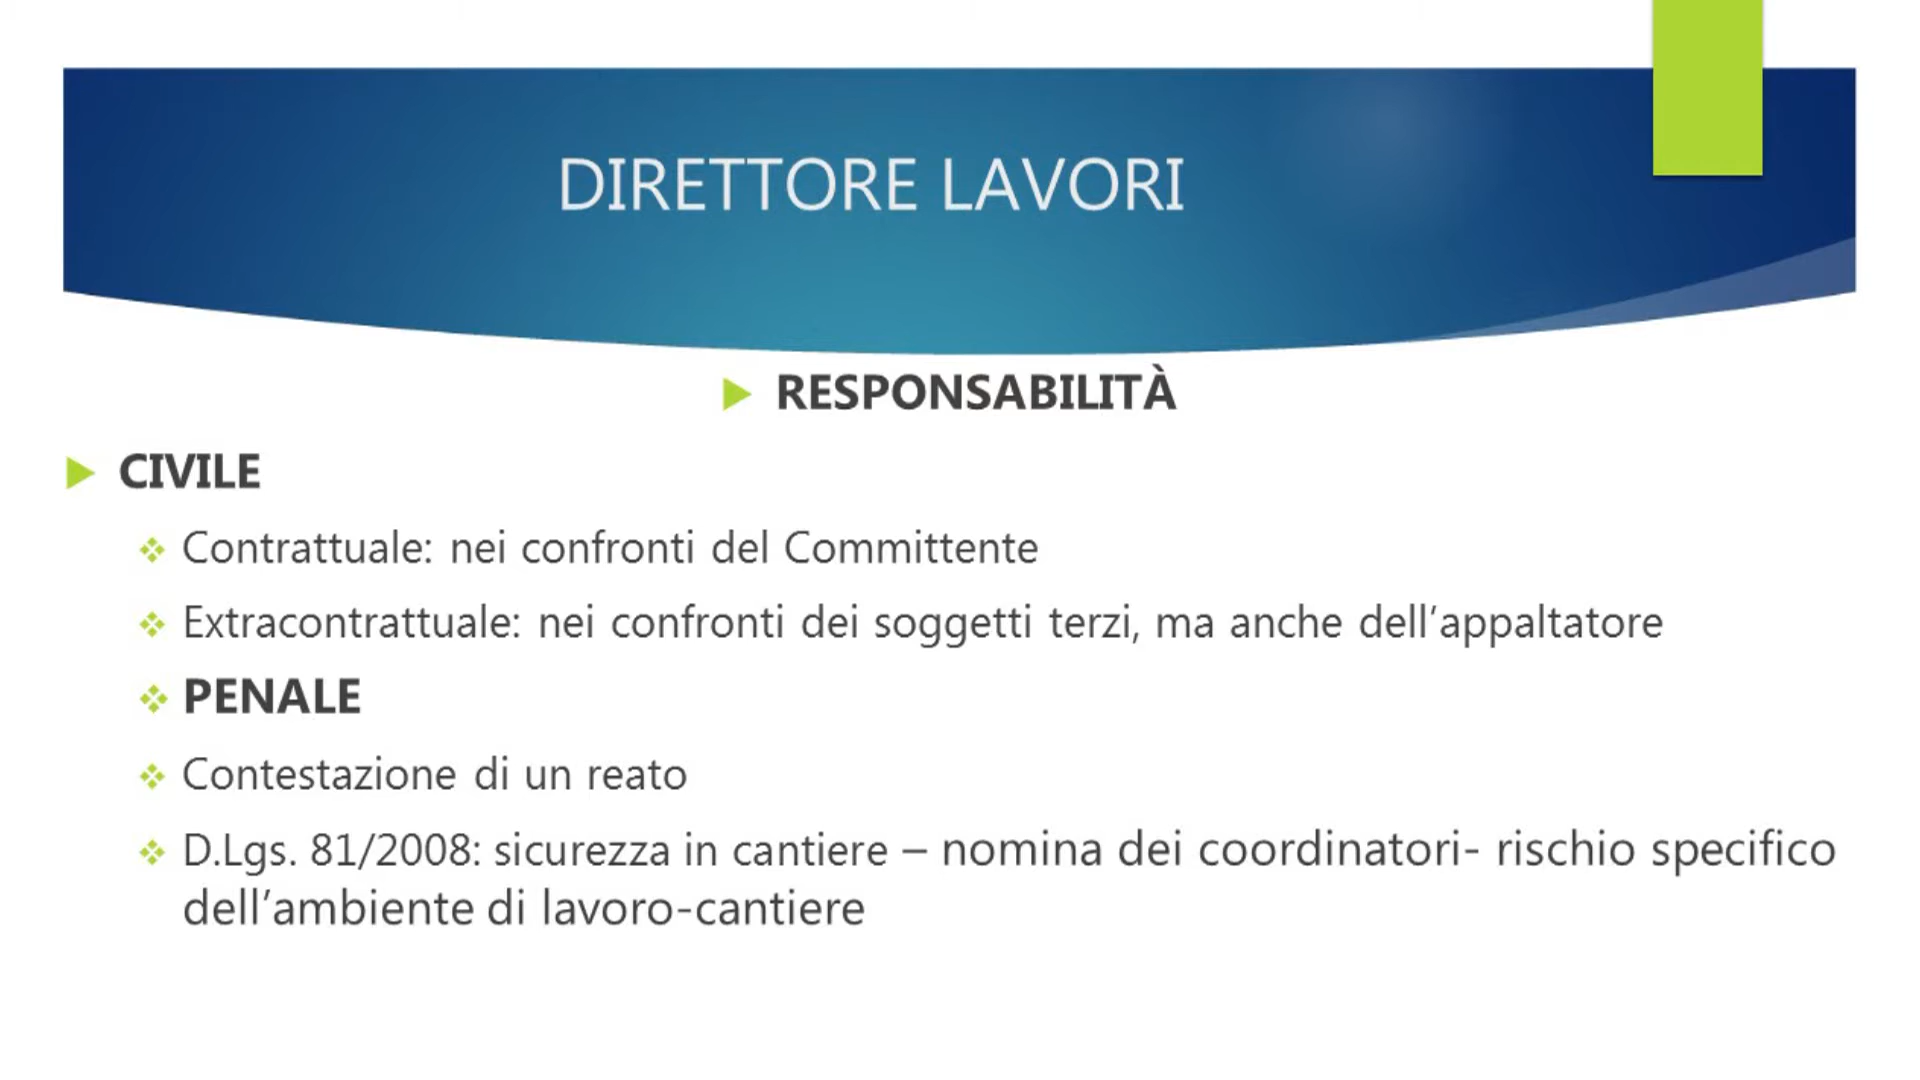 DIRETTORE LAVORI
RESPONSABILITÀ
CIVILE
Contrattuale: nei confronti del Committente
Extracontrattuale: nei confronti dei soggetti terzi, ma anche dell’appaltatore
PENALE
Contestazione di un reato
D.Lgs. 81/2008: sicurezza in cantiere – nomina dei coordinatori- rischio specifico
dell’ambiente di lavoro-cantiere